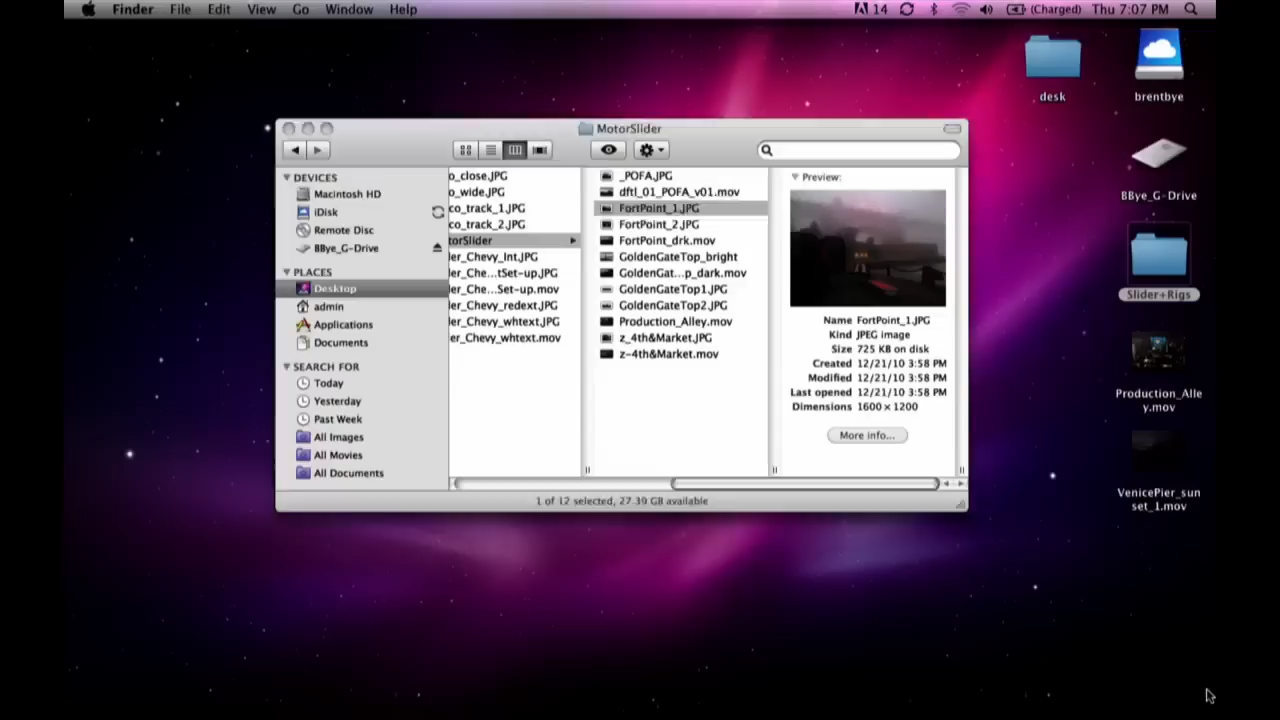 Finder File Edit View Go Window Help
14 (Charged) Thu 7:07 PM
desk
brentbye
BBye_G-Drive
Slider+Rigs
Production_Alle
y.mov
VenicePier_sun
set_1.mov
MotorSlider
DEVICES
Macintosh HD
iDisk
Remote Disc
BBye_G-Drive
PLACES
Desktop
admin
Applications
Documents
SEARCH FOR
Today
Yesterday
Past Week
All Images
All Movies
All Documents
o_close.JPG
o_wide.JPG
co_track_1.JPG
co_track_2.JPG
torSlider
ler_Chevy_Int.JPG
ler_Che...tSet-up.JPG
ler_Che...Set-up.mov
ler_Chevy_redext.JPG
ler_Chevy_whtext.JPG
ler_Chevy_whtext.mov
_POFA.JPG
dftl_01_POFA_v01.mov
FortPoint_1.JPG
FortPoint_2.JPG
FortPoint_drk.mov
GoldenGateTop_bright
GoldenGat...p_dark.mov
GoldenGateTop1.JPG
GoldenGateTop2.JPG
Production_Alley.mov
z_4th&Market.JPG
z-4th&Market.mov
Preview:
Name FortPoint_1.JPG
Kind JPEG image
Size 725 KB on disk
Created 12/21/10 3:58 PM
Modified 12/21/10 3:58 PM
Last opened 12/21/10 3:58 PM
Dimensions 1600 × 1200
More info...
1 of 12 selected, 27.39 GB available